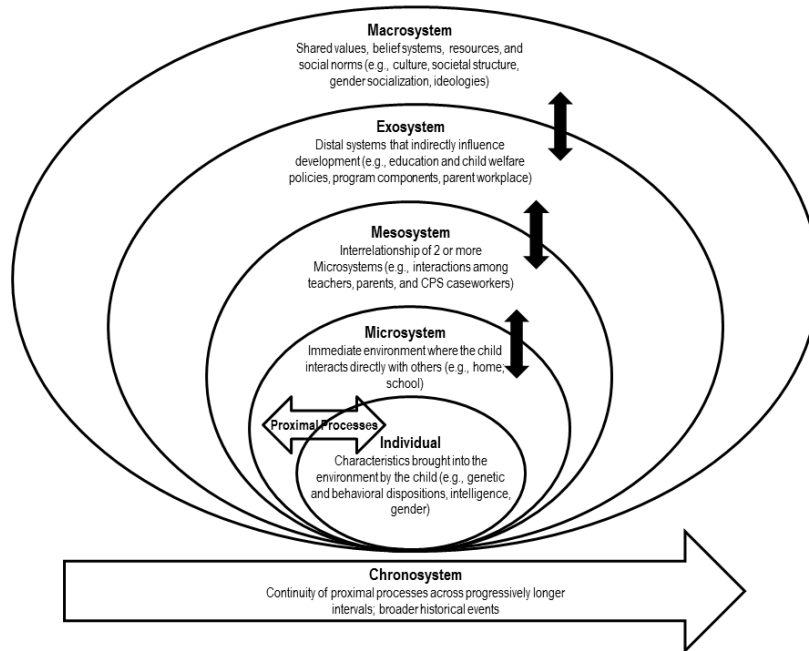 Macrosystem
Shared values, belief systems, resources, and
social norms (e.g., culture, societal structure,
gender socialization, ideologies)
Exosystem
Distal systems that indirectly influence
development (e.g., education and child welfare
policies, program components, parent workplace)
Mesosystem
Interrelationship of 2 or more
Microsystems (e.g., interactions among
teachers, parents, and CPS caseworkers)
Microsystem
Immediate environment where the child
interacts directly with others (e.g., home;
school)
Proximal Processes
Individual
Characteristics brought into the
environment by the child (e.g., genetic
and behavioral dispositions, intelligence,
gender)
Chronosystem
Continuity of proximal processes across progressively longer
intervals; broader historical events